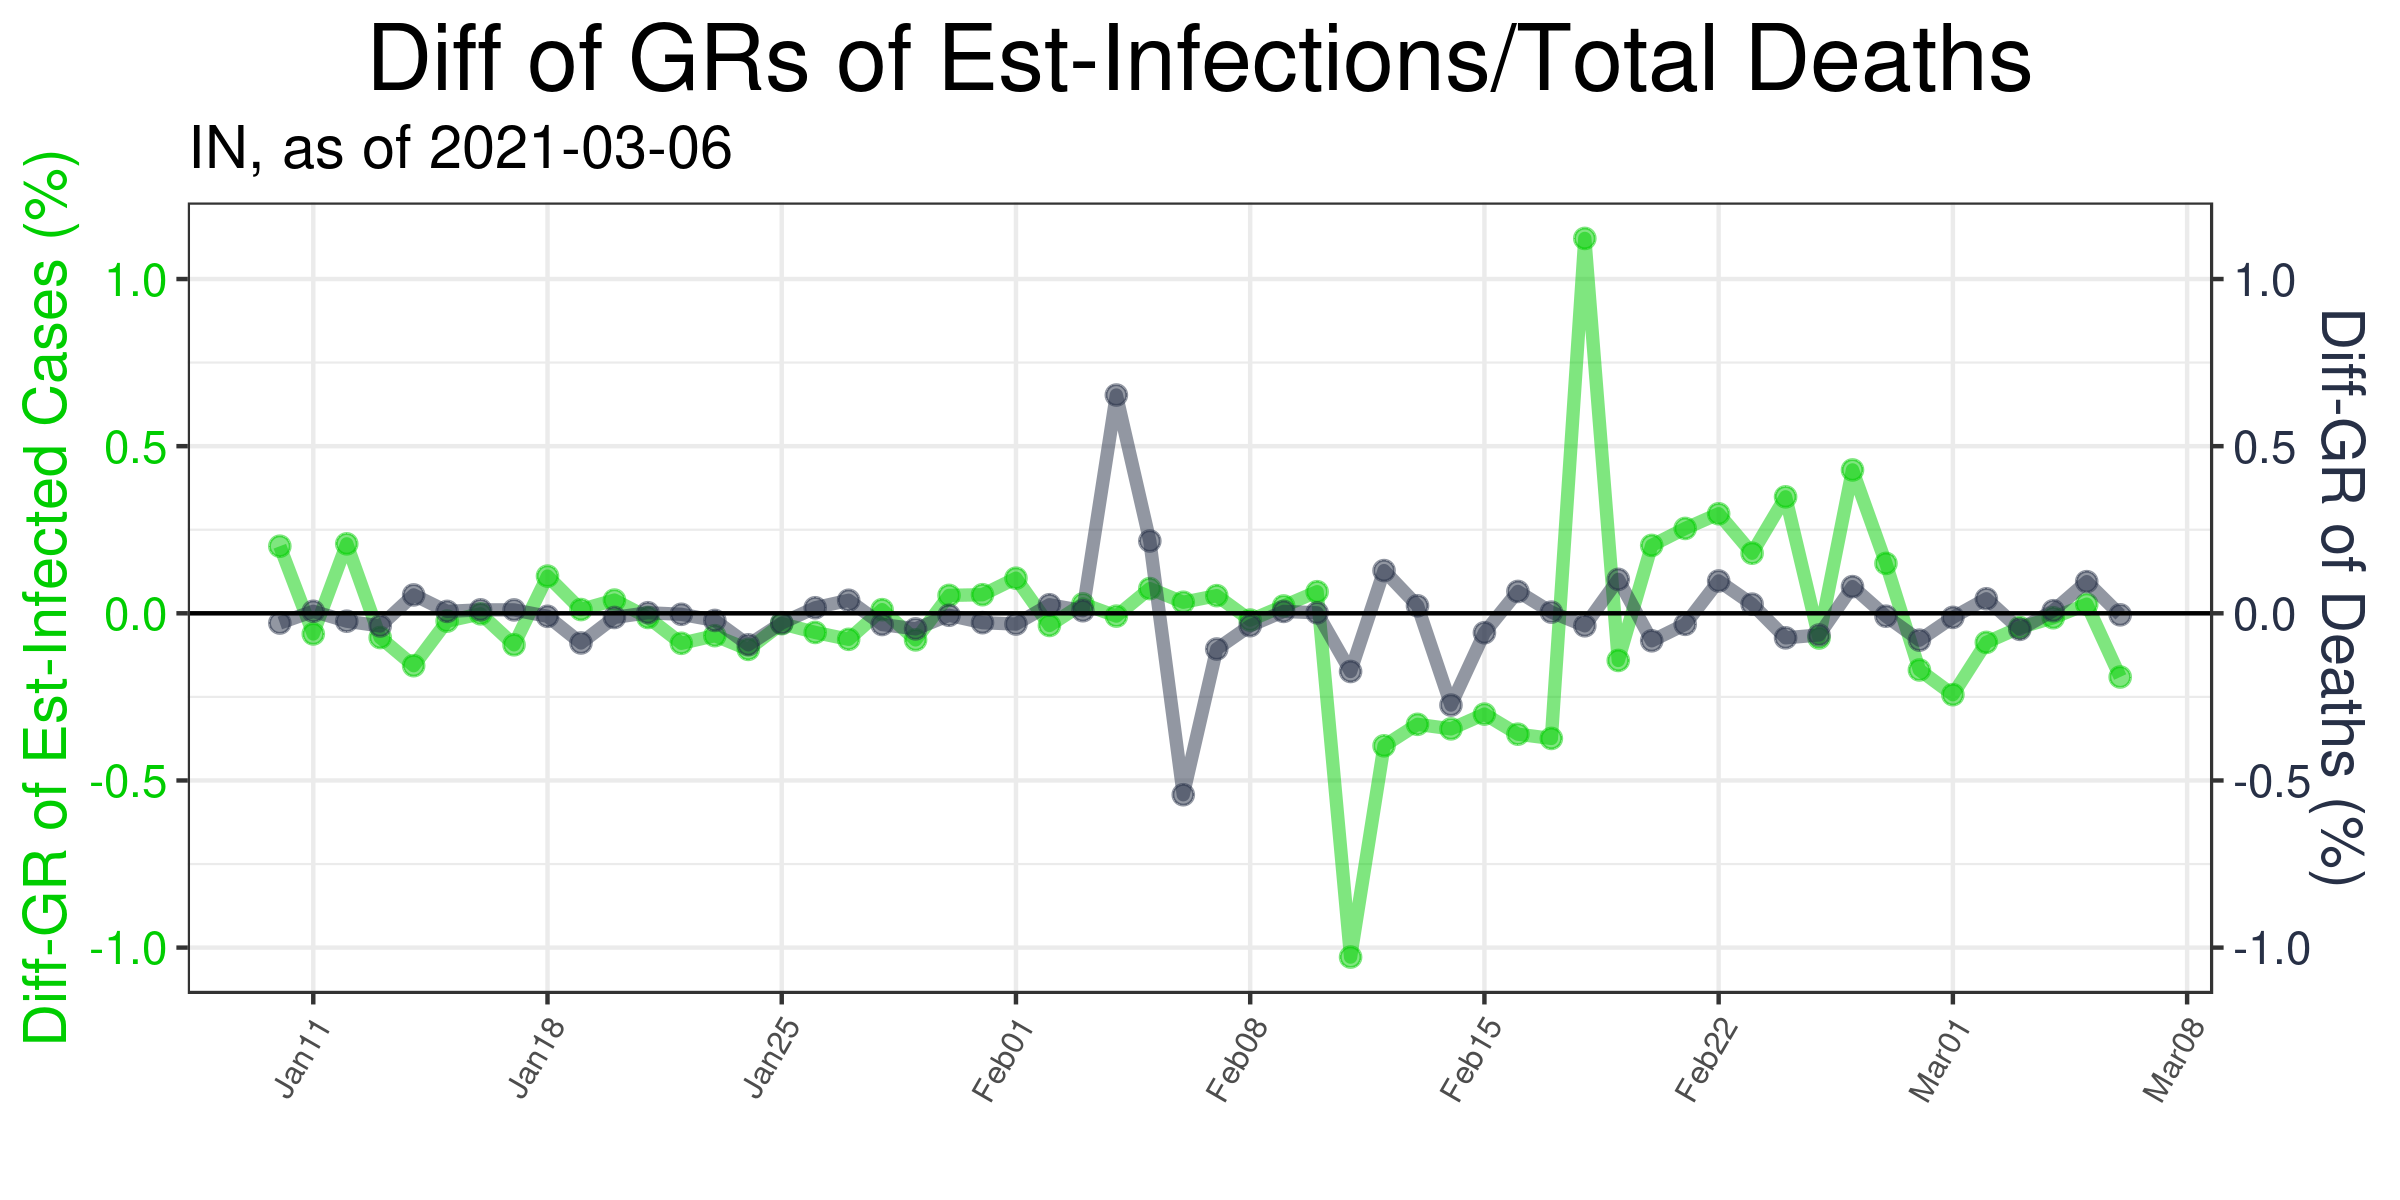 Diff of GRs of Est-Infections/Total Deaths
IN, as of 2021-03-06
Diff-GR of Est-Infected Cases (%)
1.0
0.5
0.0
-0.5
-1.0
1.0
0.5
0.0
-0.5
-1.0
Diff-GR of Deaths (%)
Jan11
Jan18
Jan25
Feb01
Feb08
Feb15
Feb22
Mar01
Mar08